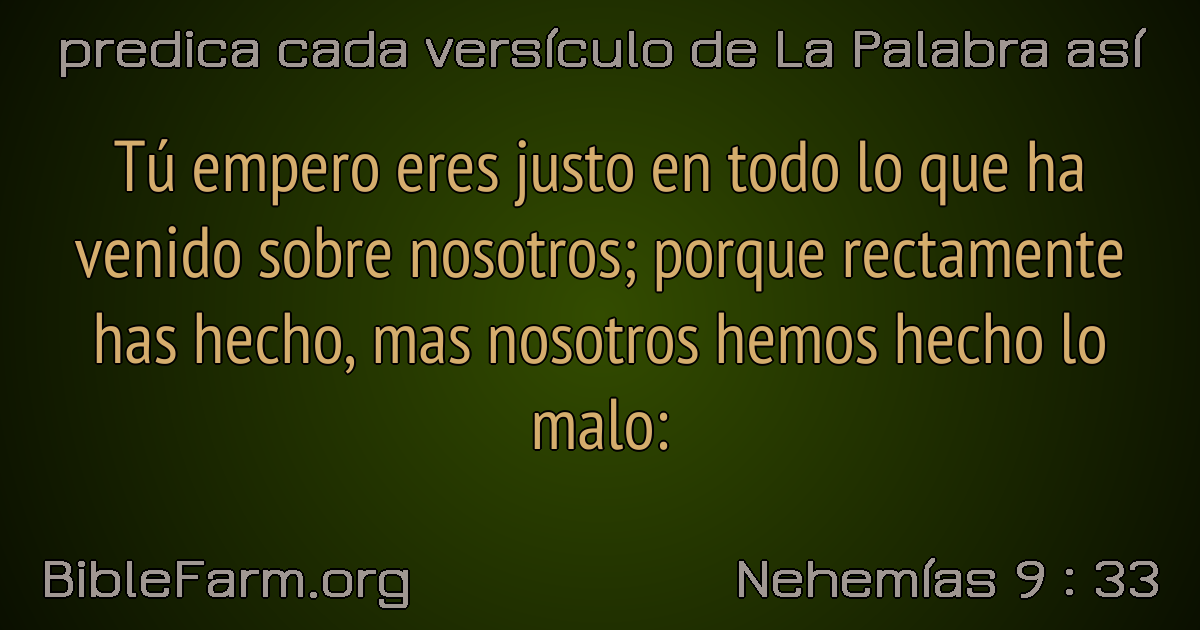 predica cada versículo de La Palabra así
Tú empero eres justo en todo lo que ha
venido sobre nosotros; porque rectamente
has hecho, mas nosotros hemos hecho lo
malo:
BibleFarm.org
Nehemías 9 : 33